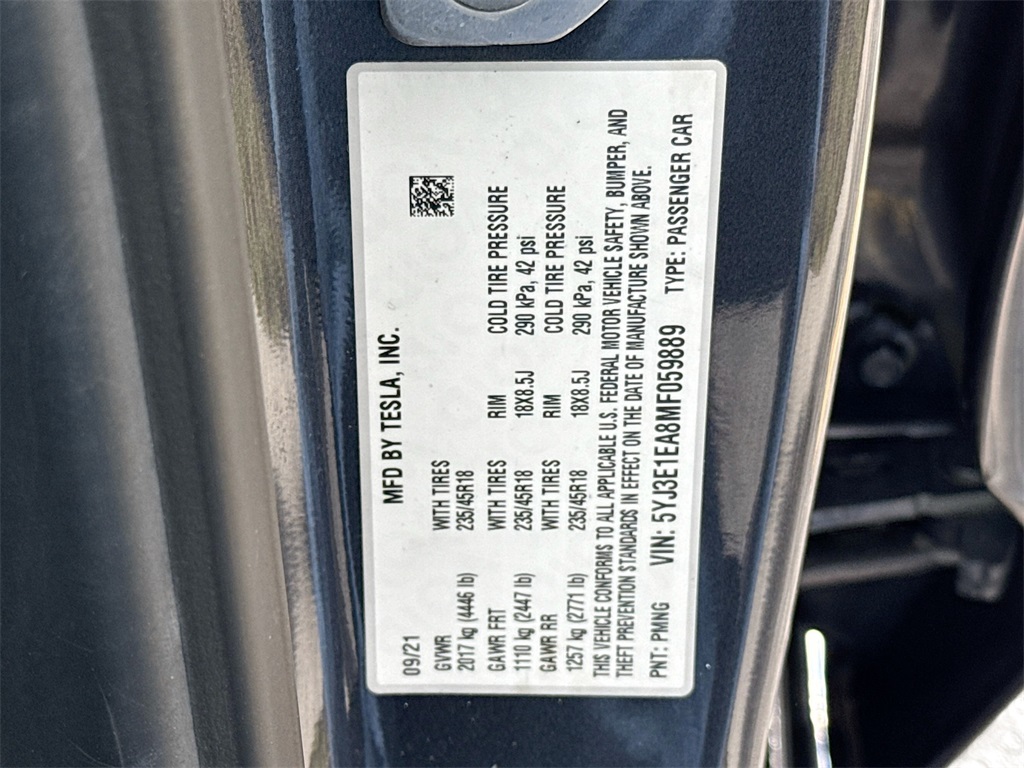 MFD BY TESLA, INC.
09/21
GVWR WITH TIRES
2017 kg (4446 lb) 235/45R18
GAWR FRT WITH TIRES RIM COLD TIRE PRESSURE
1110 kg (2447 lb) 235/45R18 18X8.5J 290 kPa, 42 psi
GAWR RR WITH TIRES RIM COLD TIRE PRESSURE
1257 kg (2771 lb) 235/45R18 18X8.5J 290 kPa, 42 psi
THIS VEHICLE CONFORMS TO ALL APPLICABLE U.S. FEDERAL MOTOR VEHICLE SAFETY, BUMPER, AND
THEFT PREVENTION STANDARDS IN EFFECT ON THE DATE OF MANUFACTURE SHOWN ABOVE.
PNT: PMNG VIN: 5YJ3E1EA8MF059889 TYPE: PASSENGER CAR